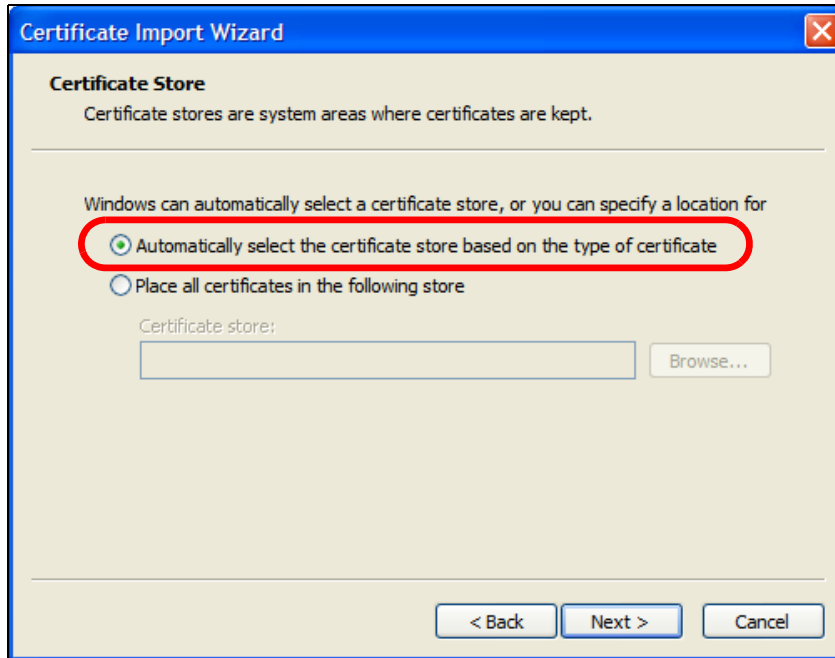 Certificate Import Wizard
Certificate Store
Certificate stores are system areas where certificates are kept.
Windows can automatically select a certificate store, or you can specify a location for
Automatically select the certificate store based on the type of certificate
Place all certificates in the following store
Certificate store:
Browse...
< Back
Next >
Cancel